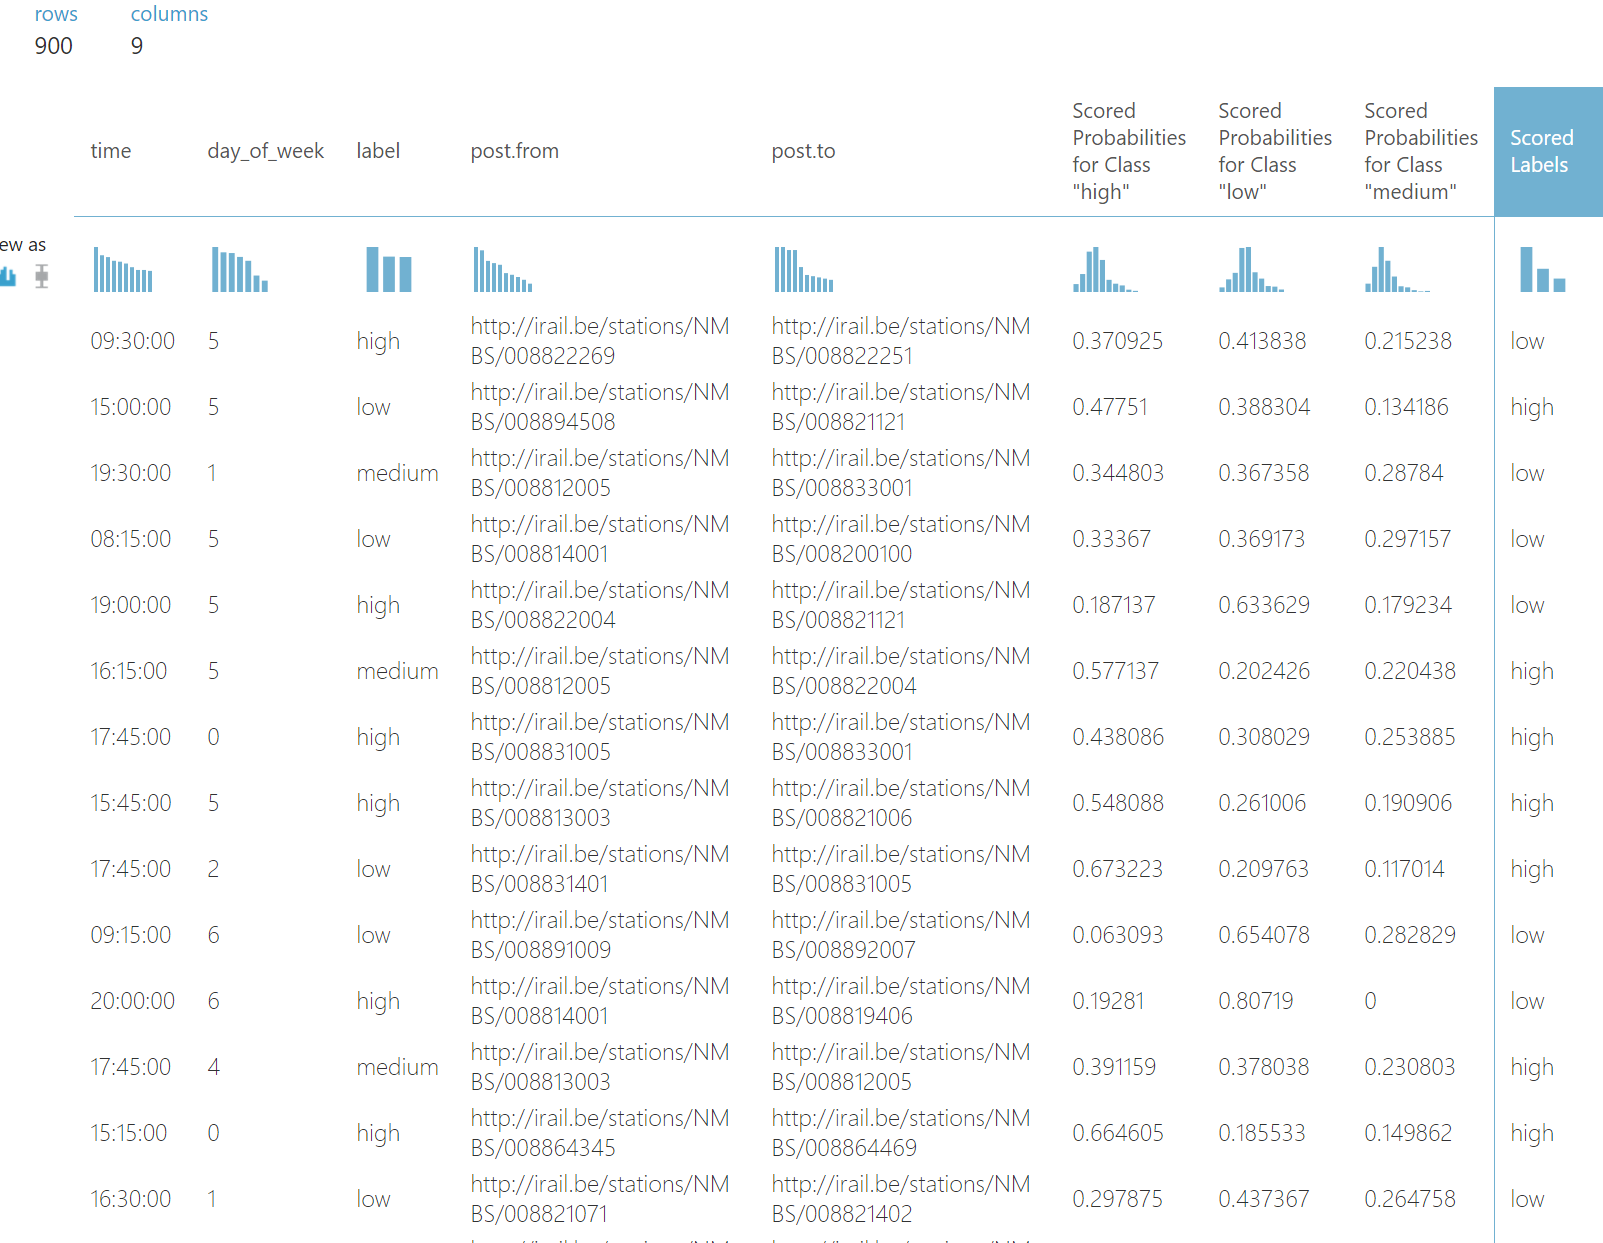 rows columns
900 9
time day_of_week label post.from post.to Scored Probabilities for Class "high" Scored Probabilities for Class "low" Scored Probabilities for Class "medium" Scored Labels
ew as
09:30:00 5 high http://irail.be/stations/NMBS/008822269 http://irail.be/stations/NMBS/008822251 0.370925 0.413838 0.215238 low
15:00:00 5 low http://irail.be/stations/NMBS/008894508 http://irail.be/stations/NMBS/008821121 0.47751 0.388304 0.134186 high
19:30:00 1 medium http://irail.be/stations/NMBS/008812005 http://irail.be/stations/NMBS/008833001 0.344803 0.367358 0.28784 low
08:15:00 5 low http://irail.be/stations/NMBS/008814001 http://irail.be/stations/NMBS/008200100 0.33367 0.369173 0.297157 low
19:00:00 5 high http://irail.be/stations/NMBS/008822004 http://irail.be/stations/NMBS/008821121 0.187137 0.633629 0.179234 low
16:15:00 5 medium http://irail.be/stations/NMBS/008812005 http://irail.be/stations/NMBS/008822004 0.577137 0.202426 0.220438 high
17:45:00 0 high http://irail.be/stations/NMBS/008831005 http://irail.be/stations/NMBS/008833001 0.438086 0.308029 0.253885 high
15:45:00 5 high http://irail.be/stations/NMBS/008813003 http://irail.be/stations/NMBS/008821006 0.548088 0.261006 0.190906 high
17:45:00 2 low http://irail.be/stations/NMBS/008831401 http://irail.be/stations/NMBS/008831005 0.673223 0.209763 0.117014 high
09:15:00 6 low http://irail.be/stations/NMBS/008891009 http://irail.be/stations/NMBS/008892007 0.063093 0.654078 0.282829 low
20:00:00 6 high http://irail.be/stations/NMBS/008814001 http://irail.be/stations/NMBS/008819406 0.19281 0.80719 0 low
17:45:00 4 medium http://irail.be/stations/NMBS/008813003 http://irail.be/stations/NMBS/008812005 0.391159 0.378038 0.230803 high
15:15:00 0 high http://irail.be/stations/NMBS/008864345 http://irail.be/stations/NMBS/008864469 0.664605 0.185533 0.149862 high
16:30:00 1 low http://irail.be/stations/NMBS/008821071 http://irail.be/stations/NMBS/008821402 0.297875 0.437367 0.264758 low